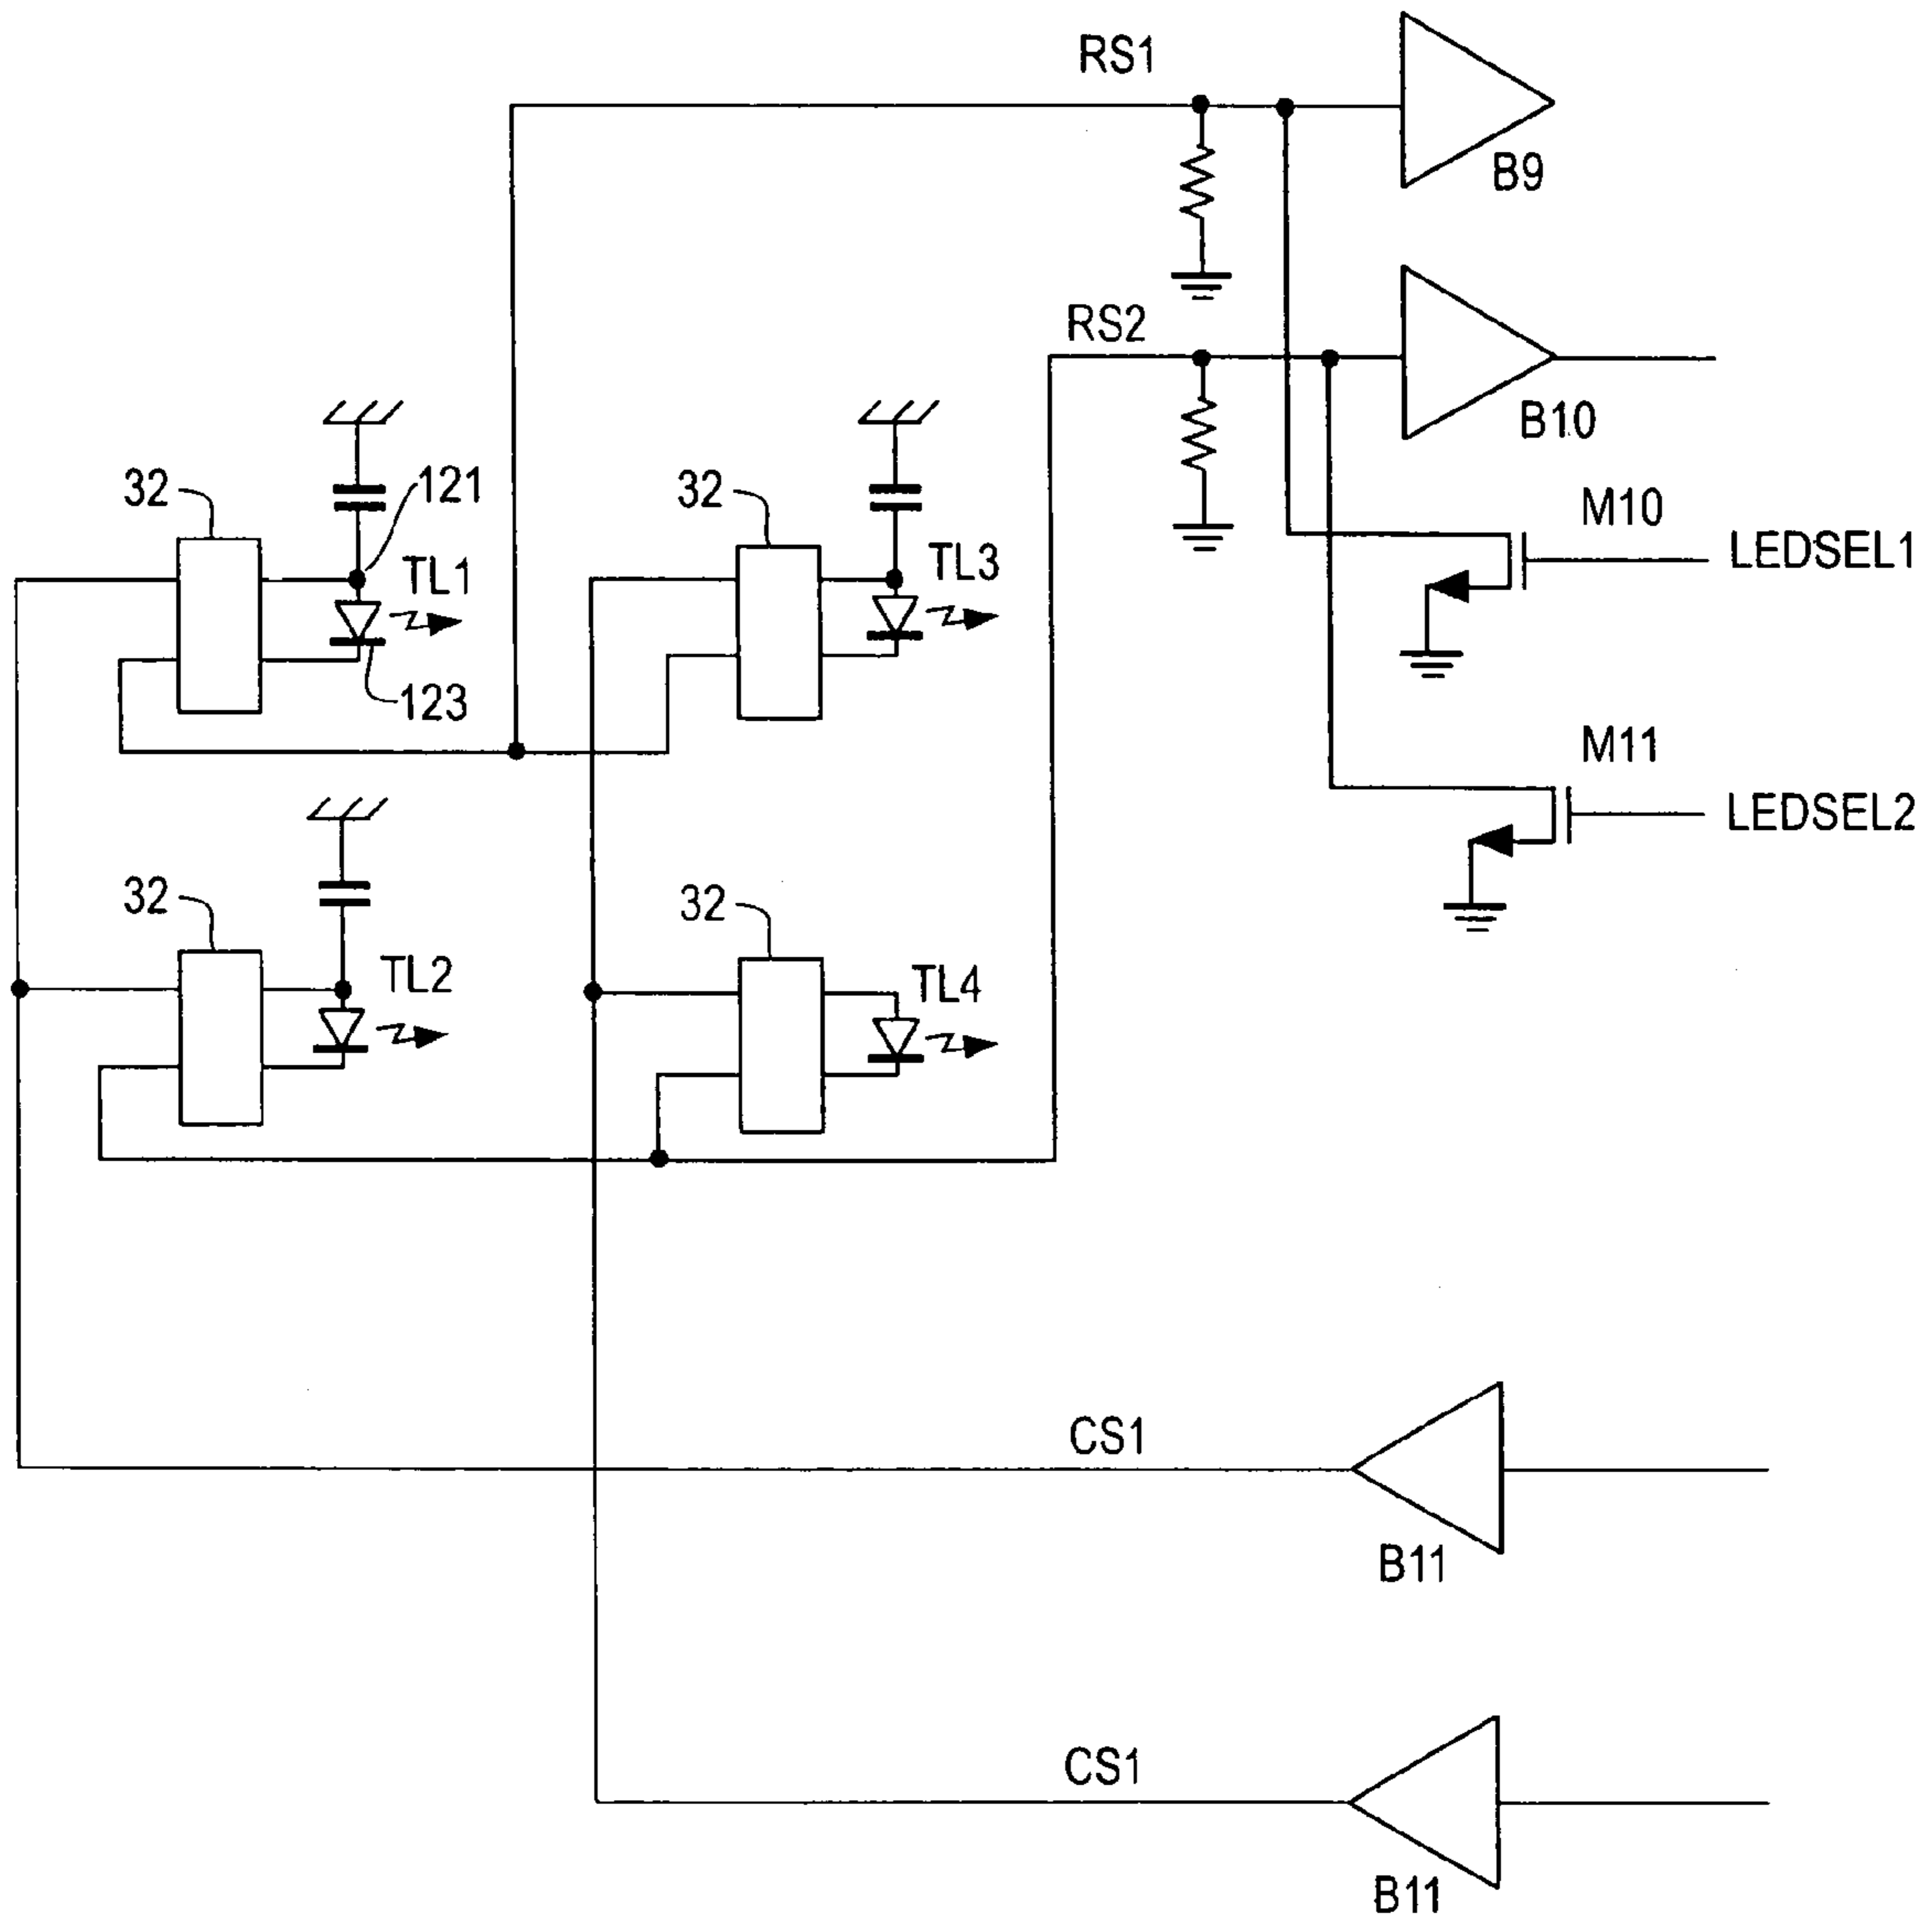 RS1
B9
RS2
B10
32
121
32
M10
LEDSEL1
TL1
TL3
123
M11
LEDSEL2
32
32
TL2
TL4
CS1
B11
CS1
B11